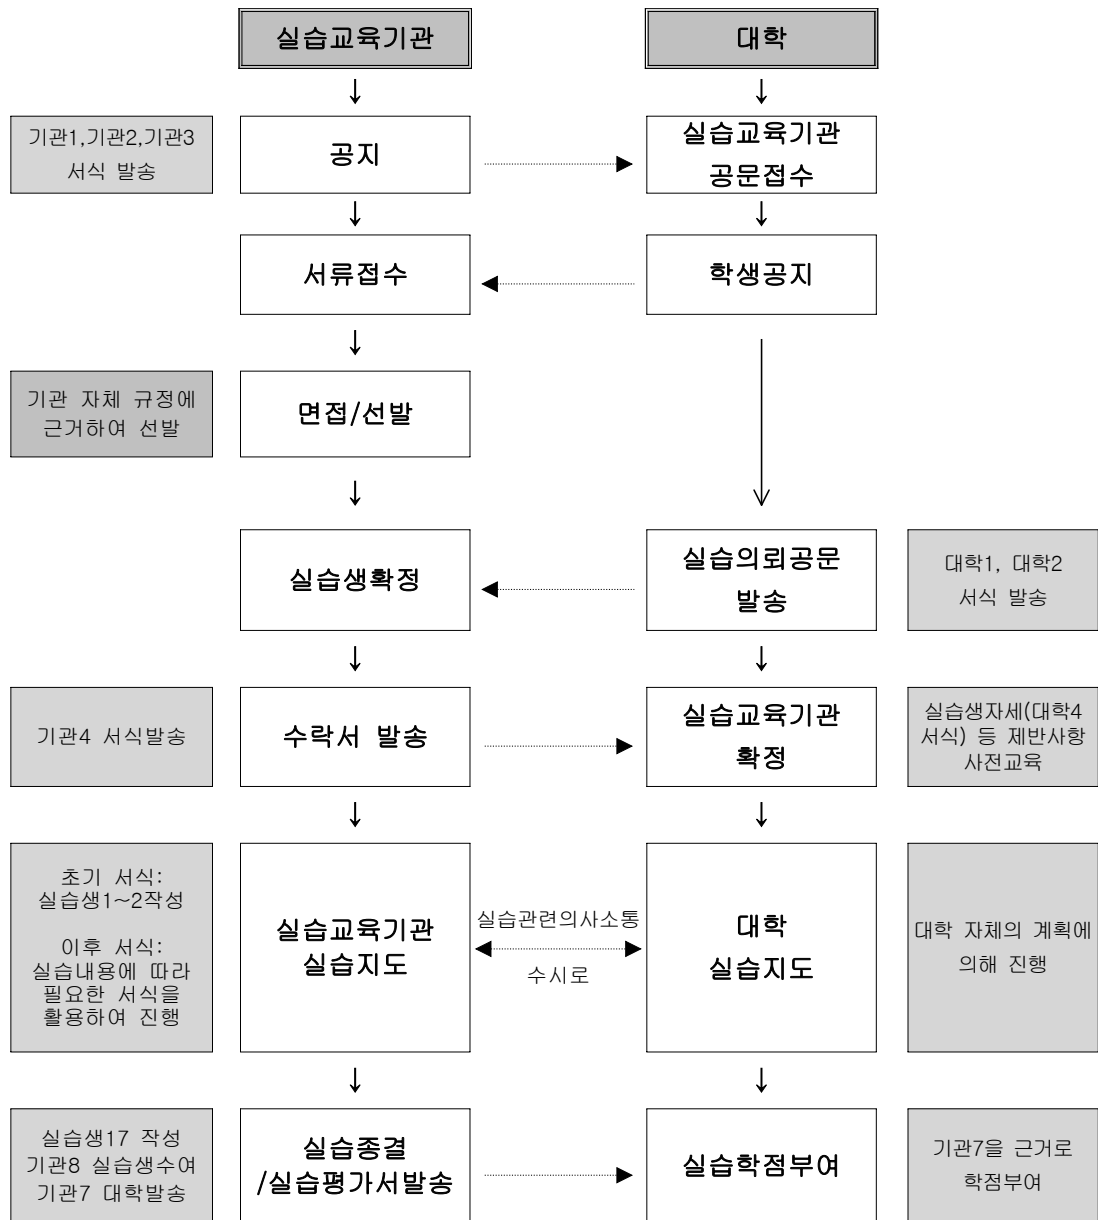 실습교육기관
대학
기관1,기관2,기관3
서식 발송
공지
실습교육기관
공문접수
서류접수
학생공지
기관 자체 규정에
근거하여 선발
면접/선발
실습생확정
실습의뢰공문
발송
대학1, 대학2
서식 발송
기관4 서식발송
수락서 발송
실습교육기관
확정
실습생자세(대학4
서식) 등 제반사항
사전교육
초기 서식:
실습생1~2작성
이후 서식:
실습내용에 따라
필요한 서식을
활용하여 진행
실습교육기관
실습지도
실습관련의사소통
수시로
대학
실습지도
대학 자체의 계획에
의해 진행
실습생17 작성
기관8 실습생수여
기관7 대학발송
실습종결
/실습평가서발송
실습학점부여
기관7을 근거로
학점부여